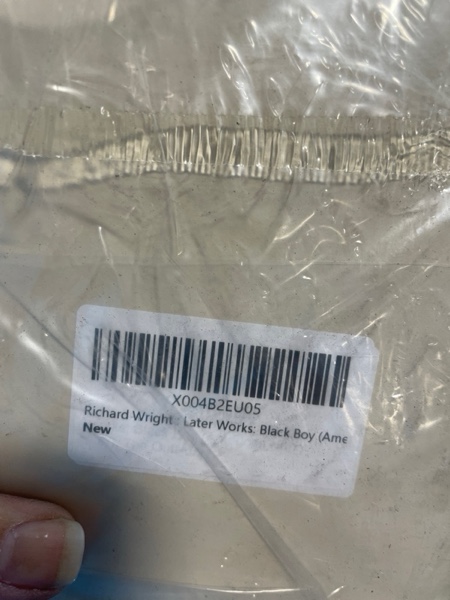 X004B2EU05
Richard Wright : Later Works: Black Boy (Ame
New